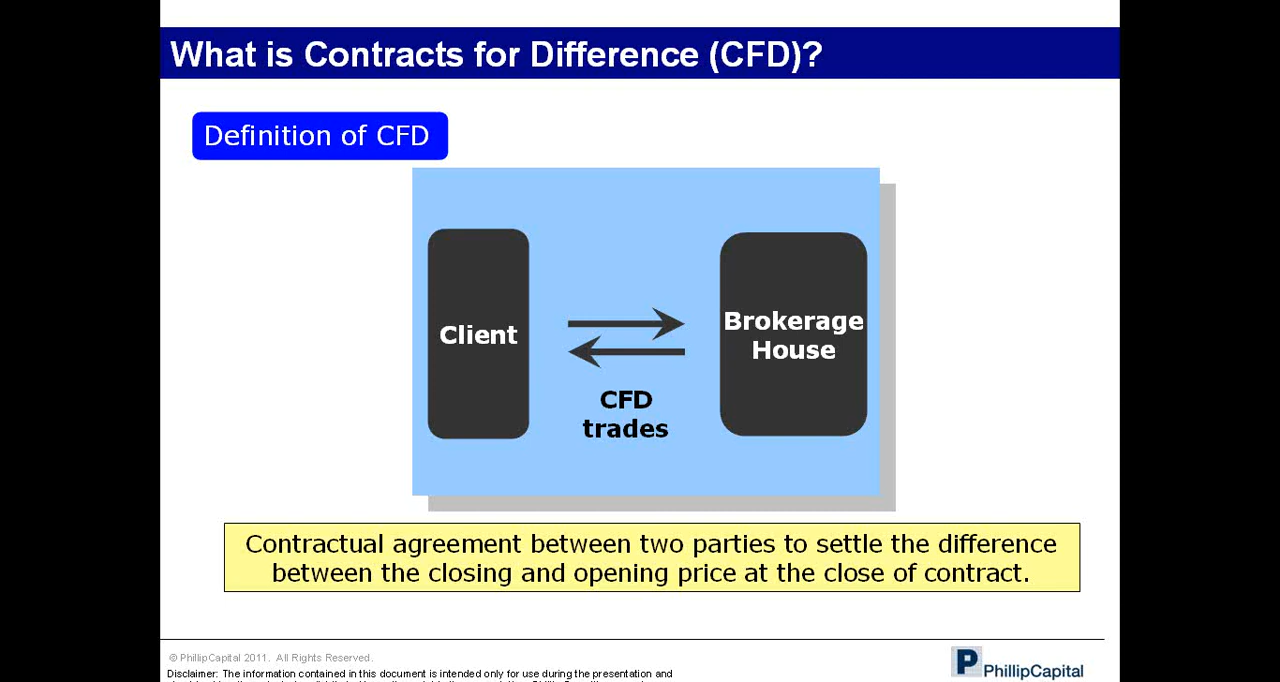 What is Contracts for Difference (CFD)?
Definition of CFD
Client
Brokerage
House
CFD
trades
Contractual agreement between two parties to settle the difference
between the closing and opening price at the close of contract.
© PhillipCapital 2011. All Rights Reserved.
Disclaimer: The information contained in this document is intended only for use during the presentation and
P PhillipCapital